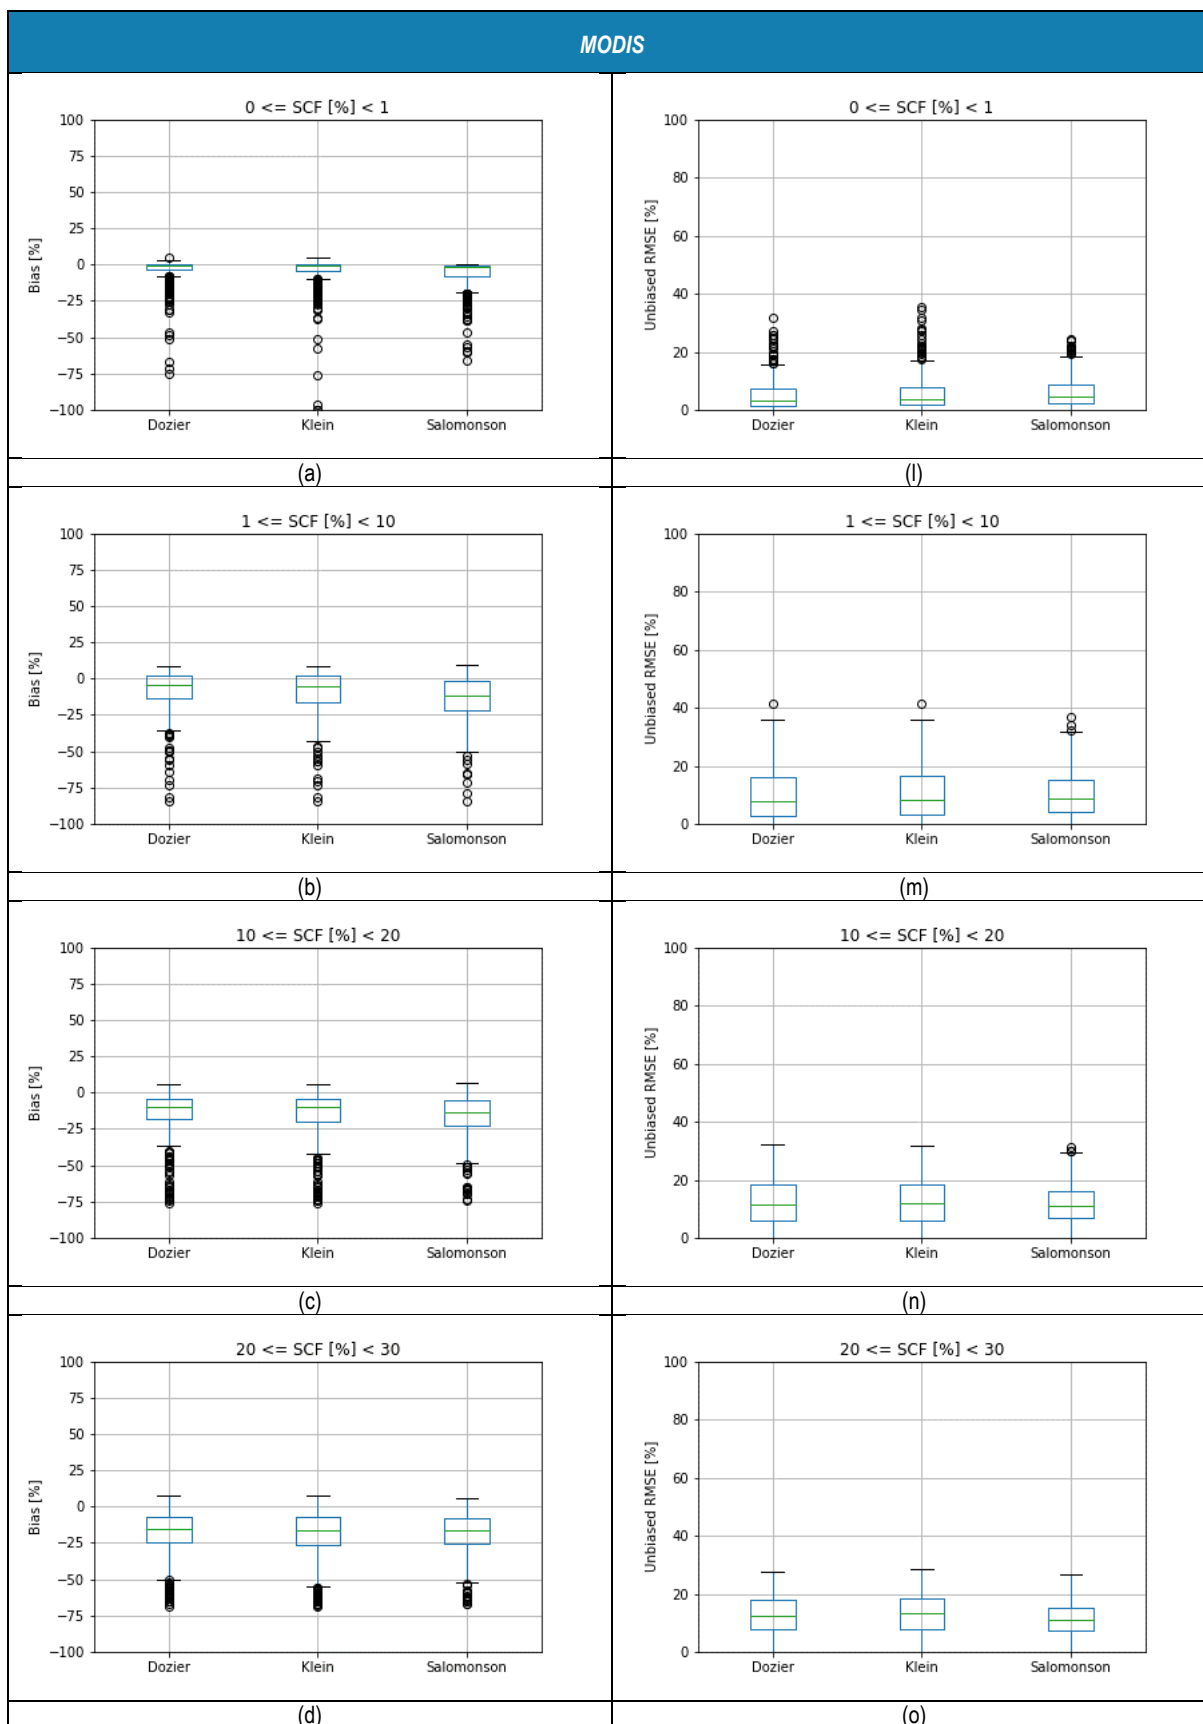 MODIS
0 <= SCF [%] < 1
100
75
50
25
0
−25
−50
−75
−100
Bias [%]
Dozier Klein Salomonson
(a)
0 <= SCF [%] < 1
100
80
60
40
20
0
Unbiased RMSE [%]
Dozier Klein Salomonson
(l)
1 <= SCF [%] < 10
100
75
50
25
0
−25
−50
−75
−100
Bias [%]
Dozier Klein Salomonson
(b)
1 <= SCF [%] < 10
100
80
60
40
20
0
Unbiased RMSE [%]
Dozier Klein Salomonson
(m)
10 <= SCF [%] < 20
100
75
50
25
0
−25
−50
−75
−100
Bias [%]
Dozier Klein Salomonson
(c)
10 <= SCF [%] < 20
100
80
60
40
20
0
Unbiased RMSE [%]
Dozier Klein Salomonson
(n)
20 <= SCF [%] < 30
100
75
50
25
0
−25
−50
−75
−100
Bias [%]
Dozier Klein Salomonson
(d)
20 <= SCF [%] < 30
100
80
60
40
20
0
Unbiased RMSE [%]
Dozier Klein Salomonson
(o)